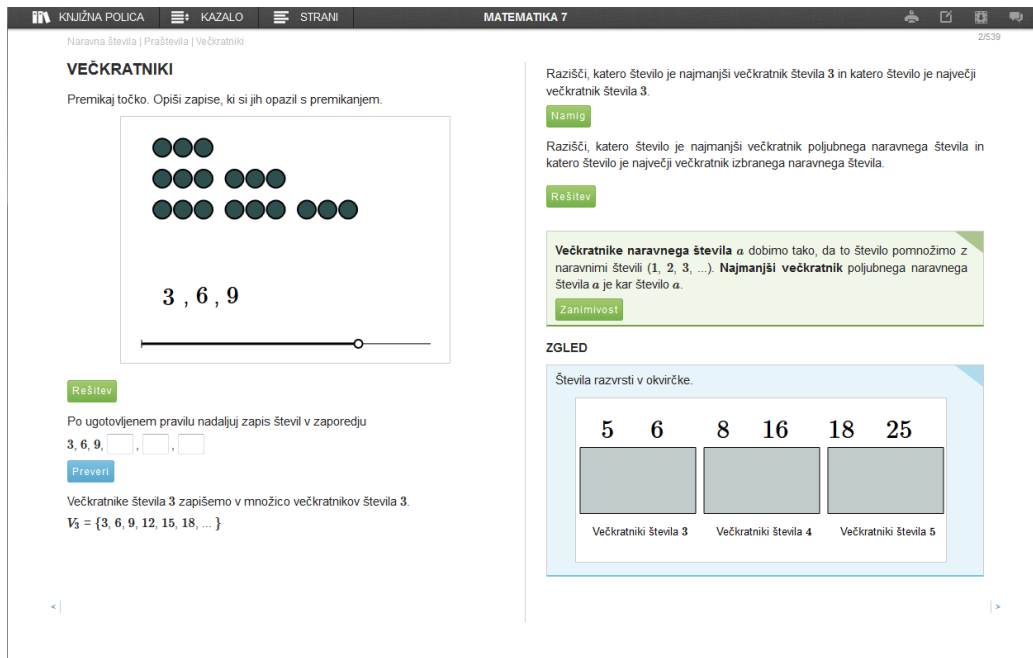 KNJIŽNA POLICA KAZALO STRANI MATEMATIKA 7
Naravna števila | Praštevila | Večkratniki
2/539
VEČKRATNIKI
Premikaj točko. Opiši zapise, ki si jih opazil s premikanjem.
3 , 6 , 9
Rešitev
Po ugotovljenem pravilu nadaljuj zapis števil v zaporedju
3, 6, 9, , ,
Preveri
Večkratnike števila 3 zapišemo v množico večkratnikov števila 3.
V₃ = {3, 6, 9, 12, 15, 18, ... }
Razišči, katero število je najmanjši večkratnik števila 3 in katero število je največji
večkratnik števila 3.
Namig
Razišči, katero število je najmanjši večkratnik poljubnega naravnega števila in
katero število je največji večkratnik izbranega naravnega števila.
Rešitev
Večkratnike naravnega števila a dobimo tako, da to število pomnožimo z
naravnimi števili (1, 2, 3, ...). Najmanjši večkratnik poljubnega naravnega
števila a je kar število a.
Zanimivost
ZGLED
Števila razvrsti v okvirčke.
5 6 8 16 18 25
Večkratniki števila 3 Večkratniki števila 4 Večkratniki števila 5
< >